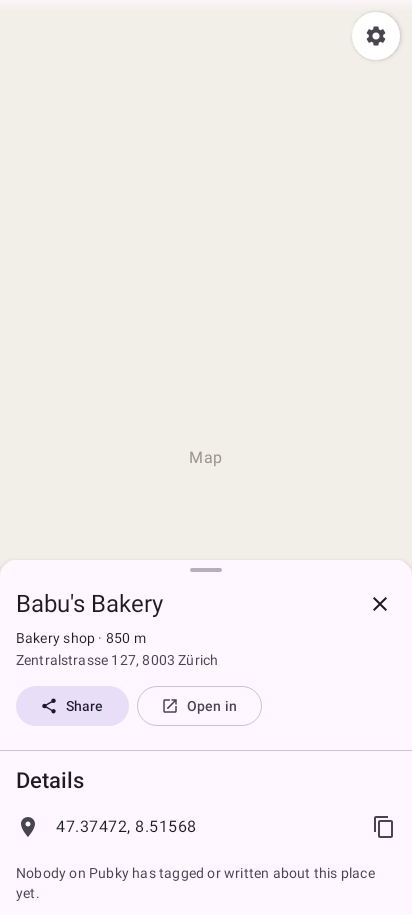 Map
Babu's Bakery
Bakery shop · 850 m
Zentralstrasse 127, 8003 Zürich
Share
Open in
Details
47.37472, 8.51568
Nobody on Pubky has tagged or written about this place
yet.